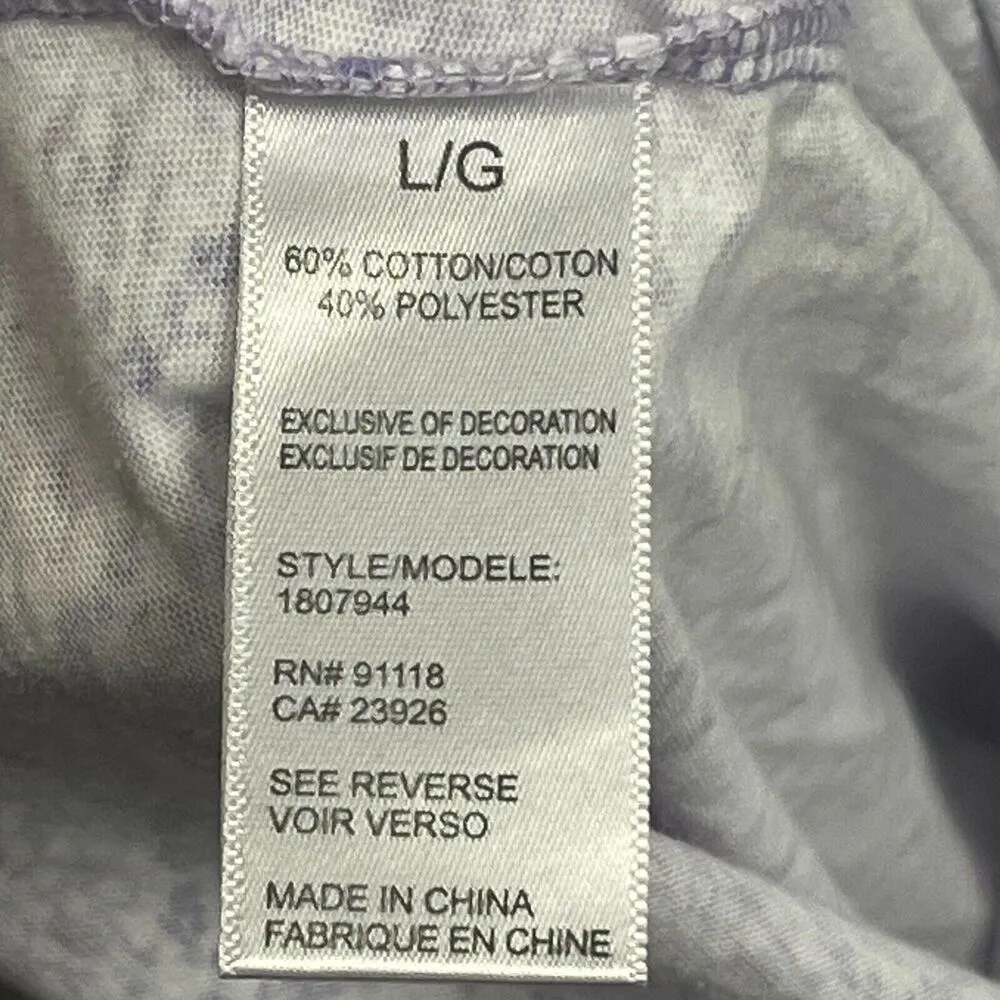 L/G
60% COTTON/COTON
40% POLYESTER
EXCLUSIVE OF DECORATION
EXCLUSIF DE DECORATION
STYLE/MODELE:
1807944
RN# 91118
CA# 23926
SEE REVERSE
VOIR VERSO
MADE IN CHINA
FABRIQUE EN CHINE